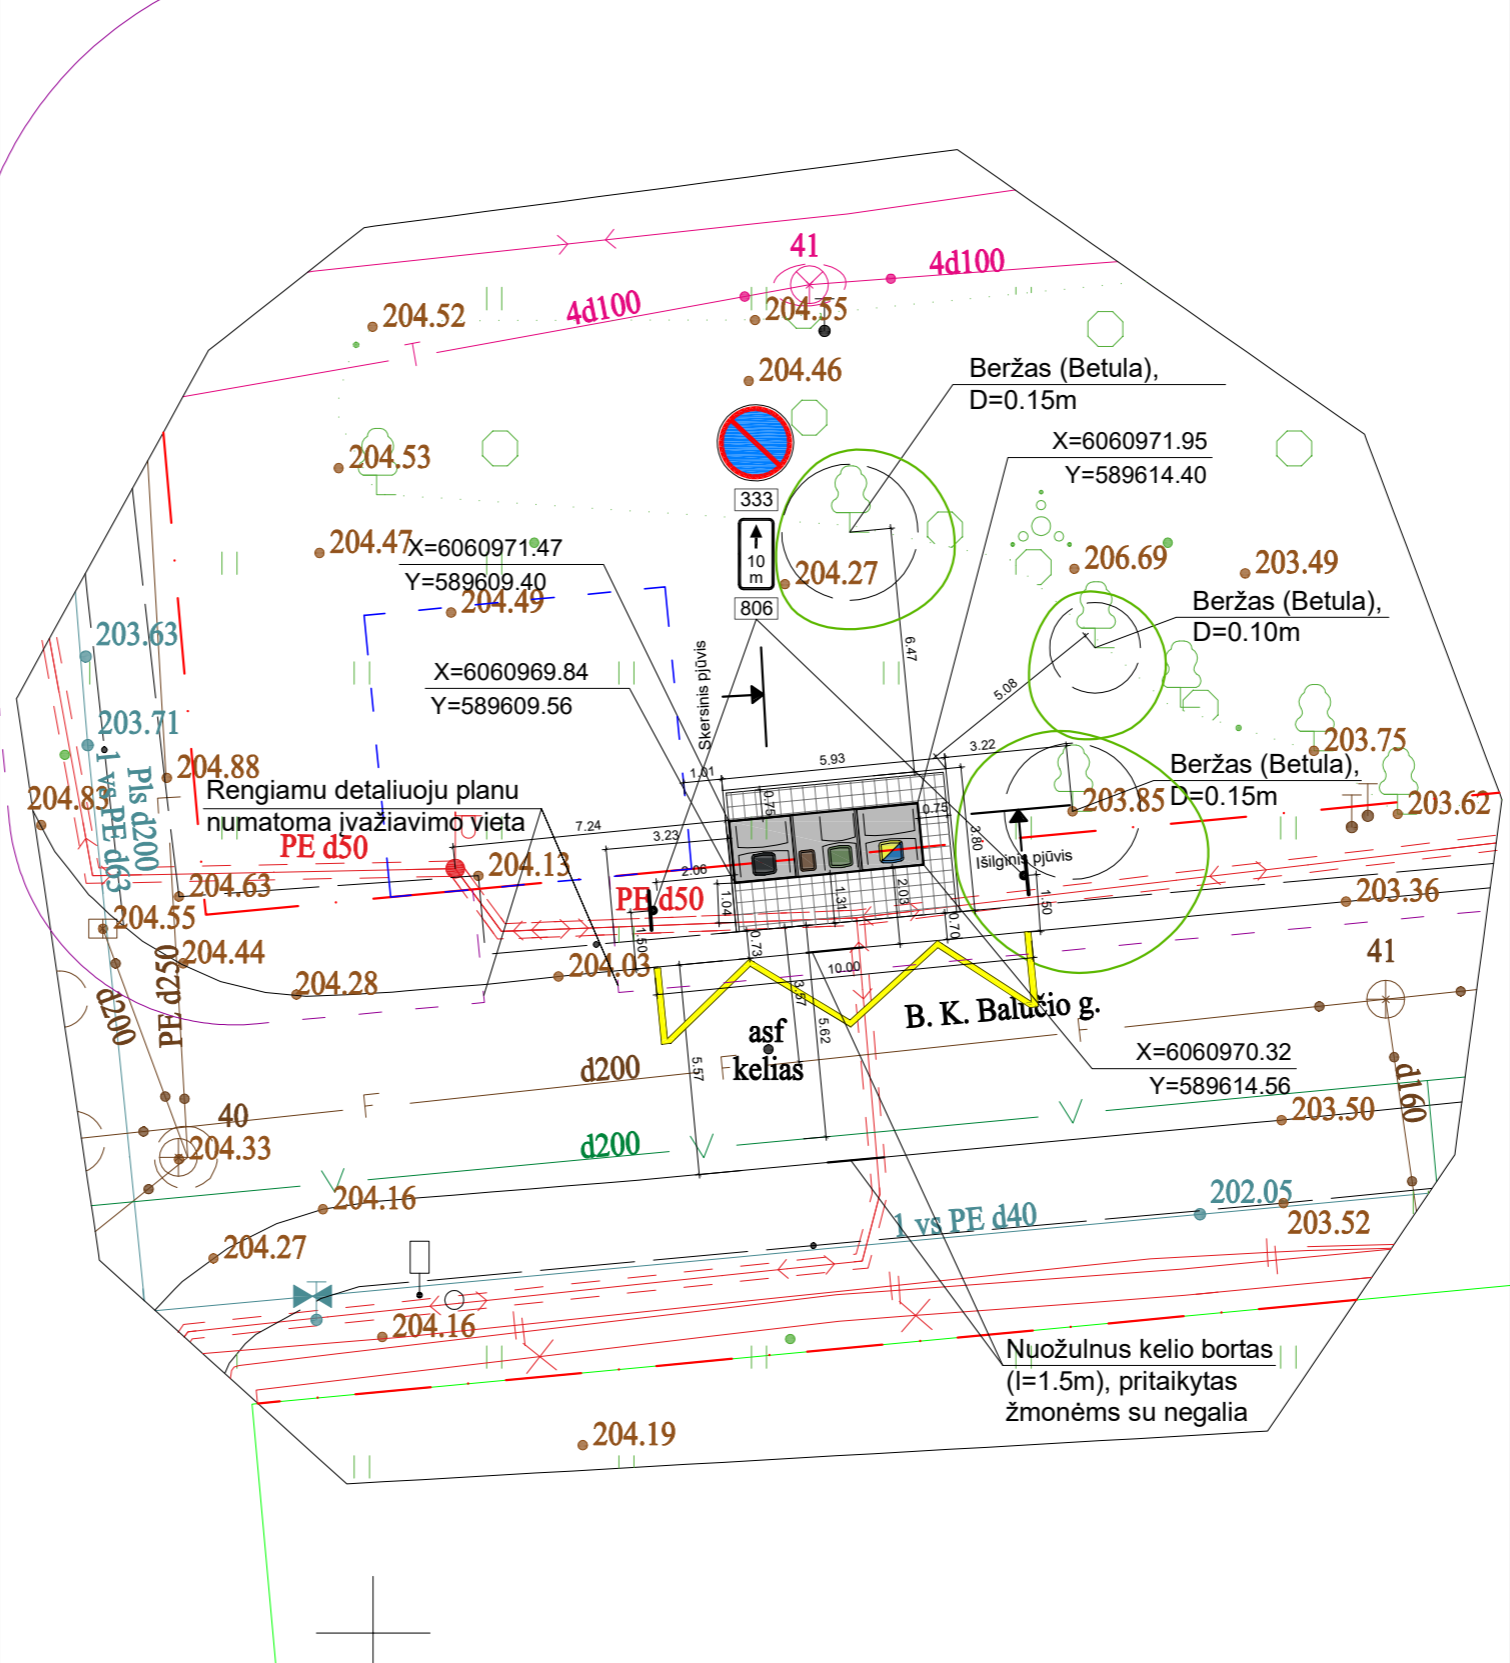 41
4d100
4d100
204.52
204.55
204.46
Beržas (Betula),
D=0.15m
X=6060971.95
Y=589614.40
204.53
333
10
m
806
204.47
X=6060971.47
Y=589609.40
204.49
204.27
206.69
203.49
Beržas (Betula),
D=0.10m
203.63
X=6060969.84
Y=589609.56
Skersinis pjūvis
6.47
5.08
203.71
1 vs PE d63
Pls d200
204.88
204.83
Rengiamu detaliuoju planu
numatoma įvažiavimo vieta
1.01
5.93
3.22
203.75
Beržas (Betula),
D=0.15m
203.85
203.62
0.75
0.75
7.24
3.23
2.06
3.80
Išilginis pjūvis
PE d50
204.13
PE d50
204.63
1.04
1.31
2.03
1.50
203.36
204.55
204.44
1.50
0.73
0.70
204.28
204.03
10.00
41
d200
PE d250
3.57
5.62
5.57
asf
kelias
B. K. Balučio g.
F
F
F
d200
X=6060970.32
Y=589614.56
d160
40
204.33
d200
V
V
V
203.50
204.16
1 vs PE d40
202.05
203.52
204.27
204.16
Nuožulnus kelio bortas
(l=1.5m), pritaikytas
žmonėms su negalia
204.19